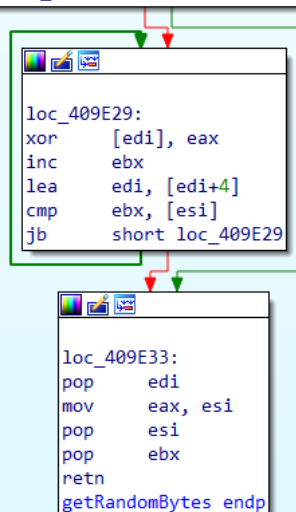 loc_409E29:
xor [edi], eax
inc ebx
lea edi, [edi+4]
cmp ebx, [esi]
jb short loc_409E29
loc_409E33:
pop edi
mov eax, esi
pop esi
pop ebx
retn
getRandomBytes endp